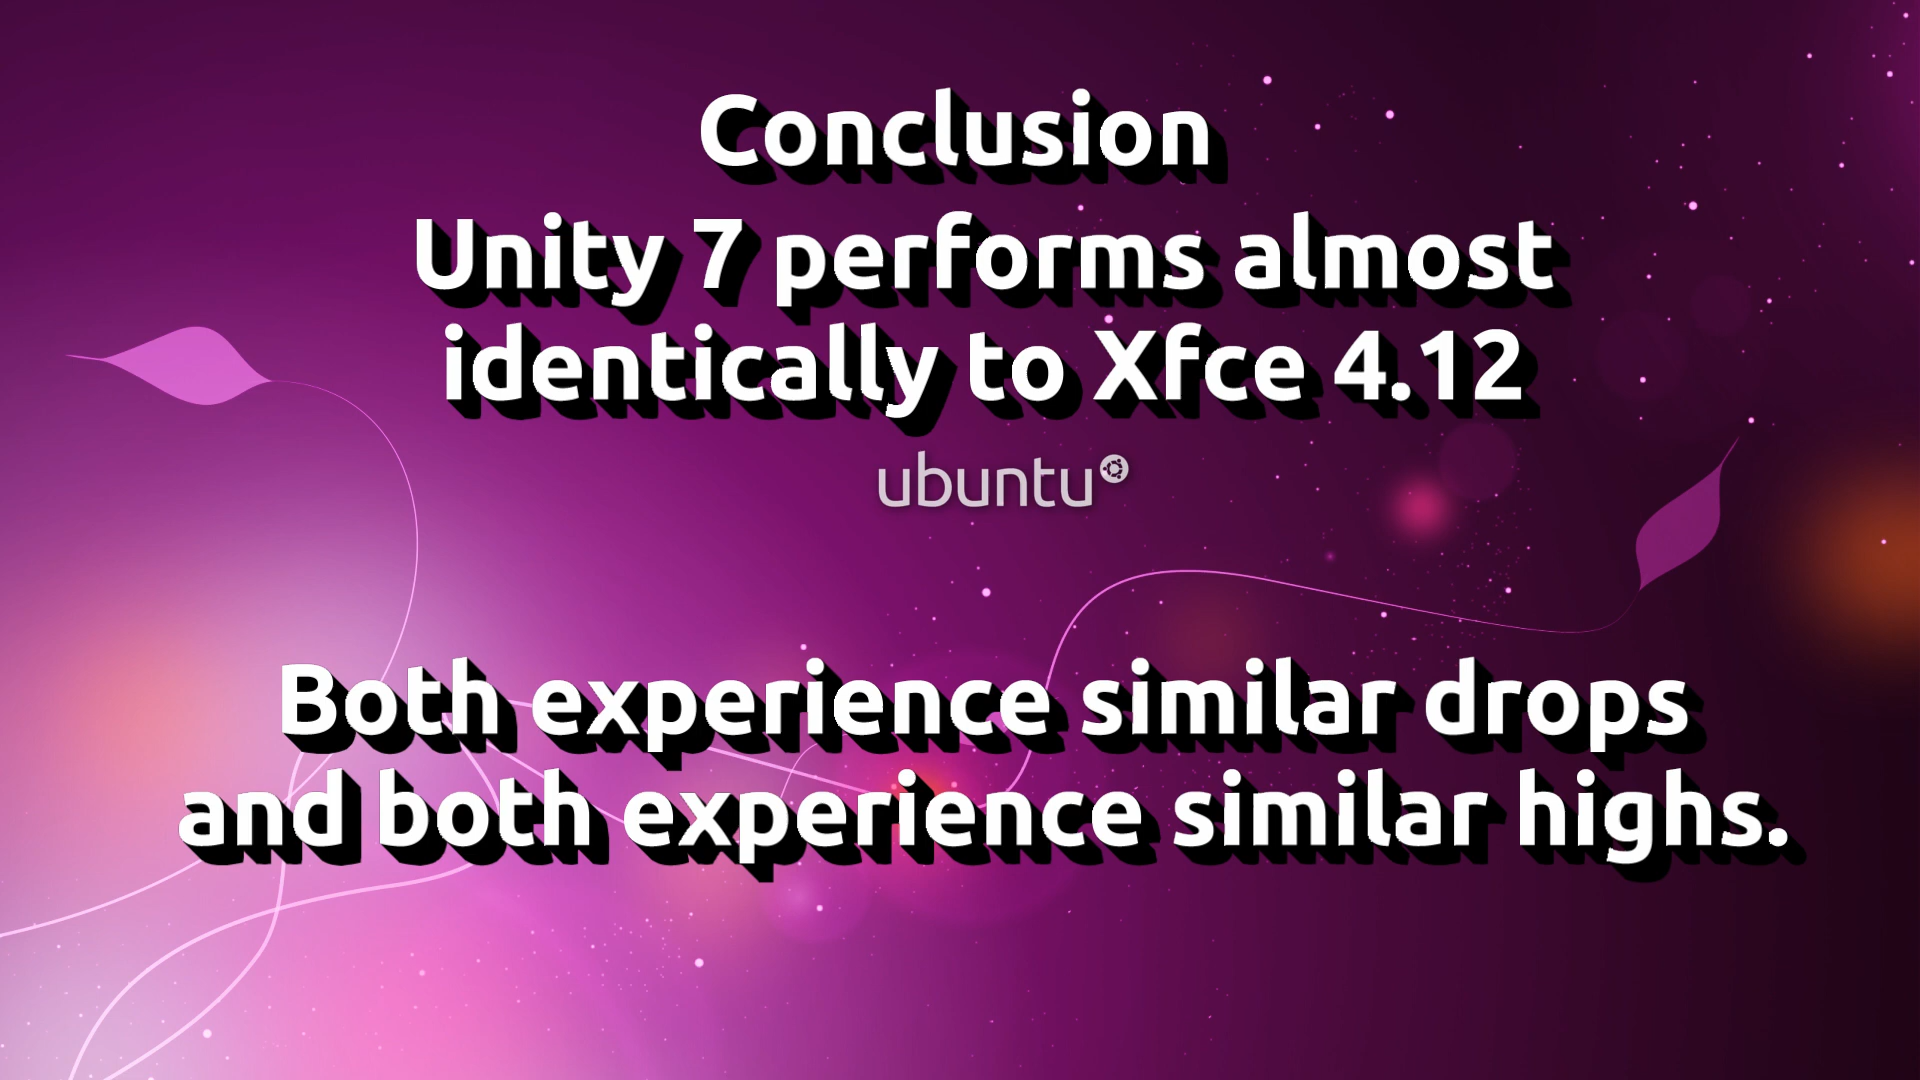 Conclusion
Unity 7 performs almost
identically to Xfce 4.12
ubuntu
Both experience similar drops
and both experience similar highs.